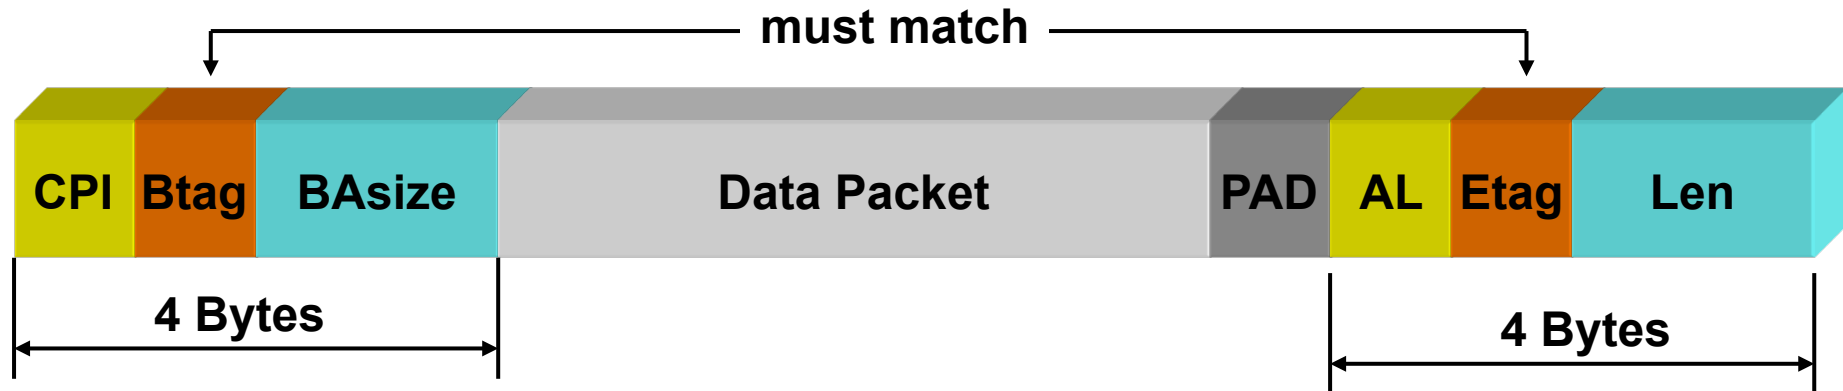 must match
CPI Btag BAsize Data Packet PAD AL Etag Len
4 Bytes
4 Bytes